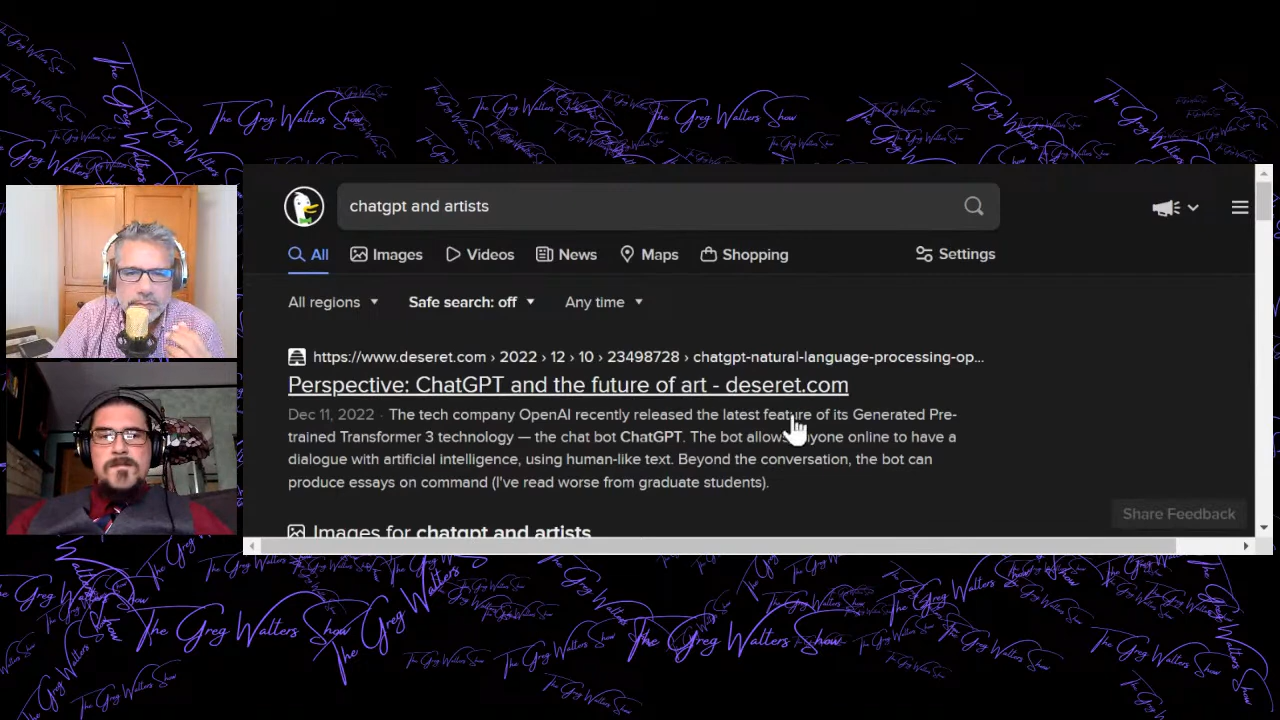 The Greg Walters Show
chatgpt and artists
All
Images
Videos
News
Maps
Shopping
Settings
All regions
Safe search: off
Any time
https://www.deseret.com › 2022 › 12 › 10 › 23498728 › chatgpt-natural-language-processing-op...
Perspective: ChatGPT and the future of art - deseret.com
Dec 11, 2022 · The tech company OpenAI recently released the latest feature of its Generated Pre-
trained Transformer 3 technology — the chat bot ChatGPT. The bot allows anyone online to have a
dialogue with artificial intelligence, using human-like text. Beyond the conversation, the bot can
produce essays on command (I've read worse from graduate students).
Share Feedback
Images for chatgpt and artists
The Greg Walters Show